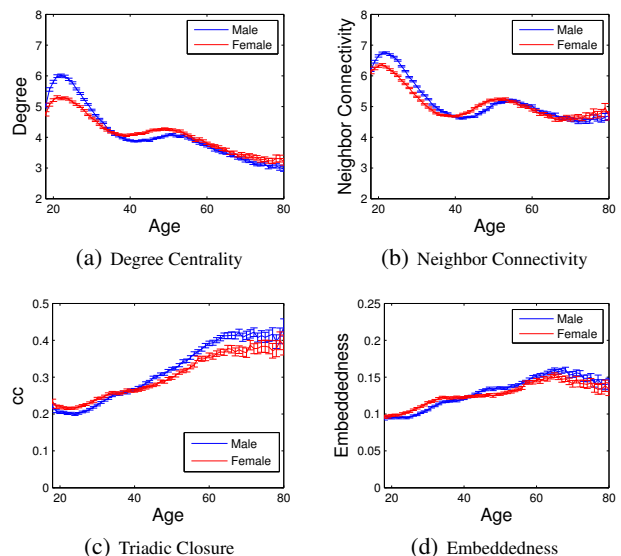 8
7
6
5
4
3
2
Degree
20 40 60 80
Age
Male
Female
(a) Degree Centrality
8
7
6
5
4
3
2
Neighbor Connectivity
20 40 60 80
Age
Male
Female
(b) Neighbor Connectivity
0.5
0.4
0.3
0.2
0.1
0
cc
20 40 60 80
Age
Male
Female
(c) Triadic Closure
0.25
0.2
0.15
0.1
0.05
0
Embeddedness
20 40 60 80
Age
Male
Female
(d) Embeddedness